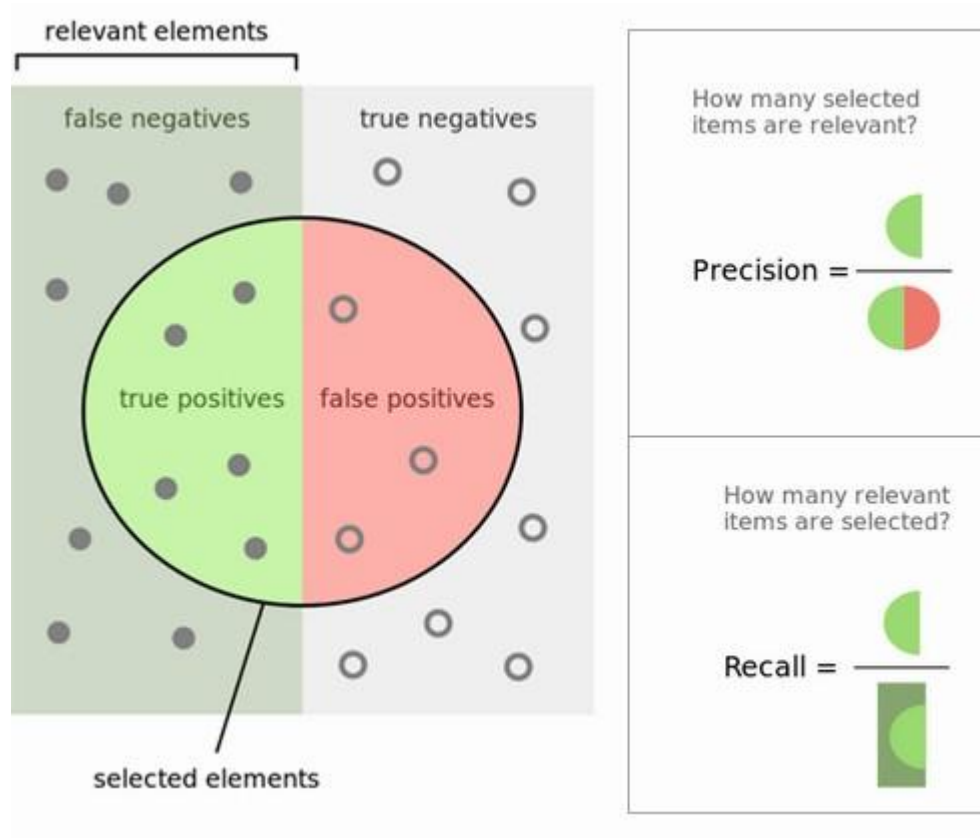 relevant elements
false negatives
true negatives
true positives
false positives
selected elements
How many selected
items are relevant?
Precision =
How many relevant
items are selected?
Recall =